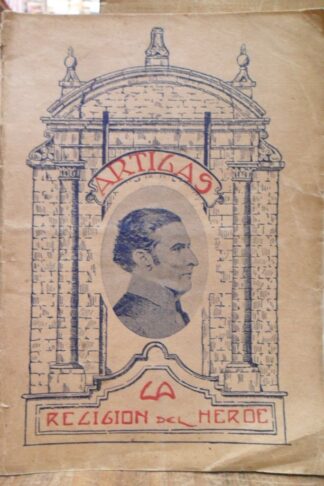 ARTIGAS
LA
RELIGION DEL HEROE